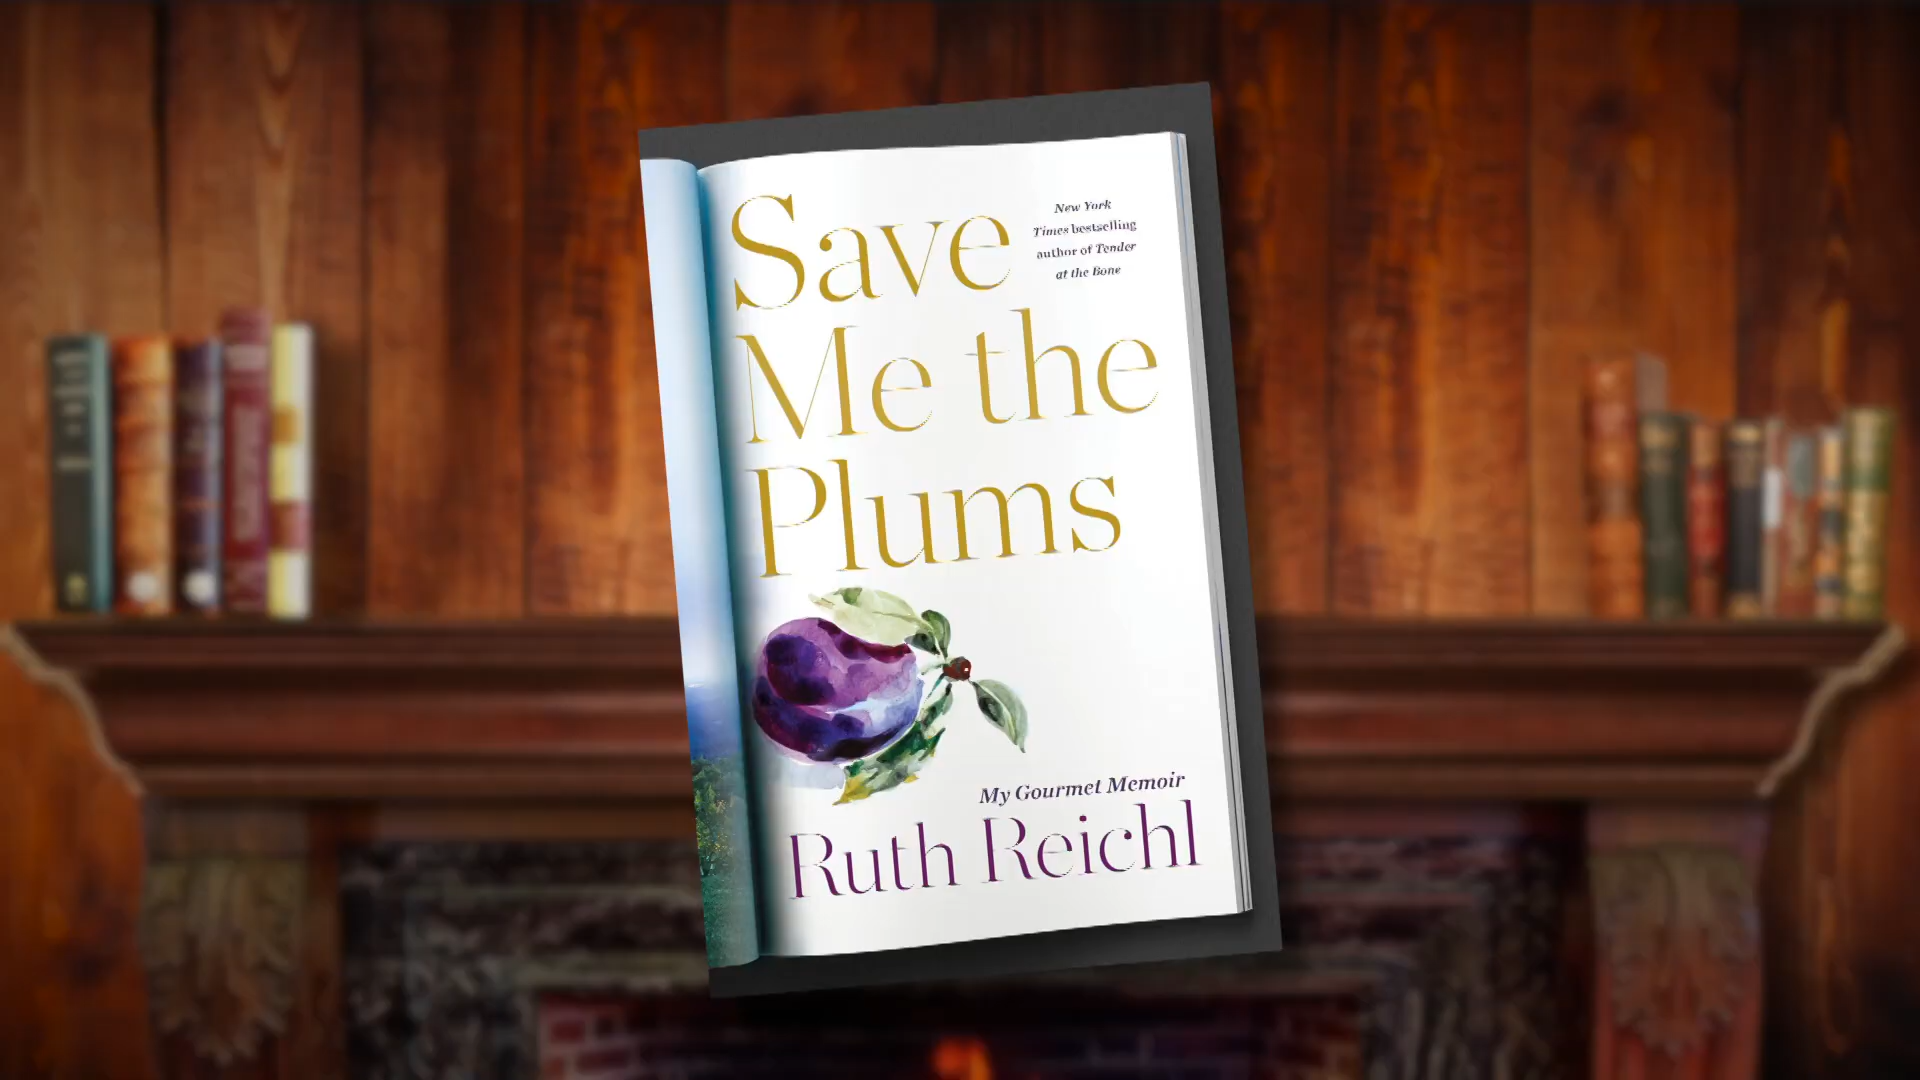 Save
Me the
Plums
New York
Times bestselling
author of Tender
at the Bone
My Gourmet Memoir
Ruth Reichl